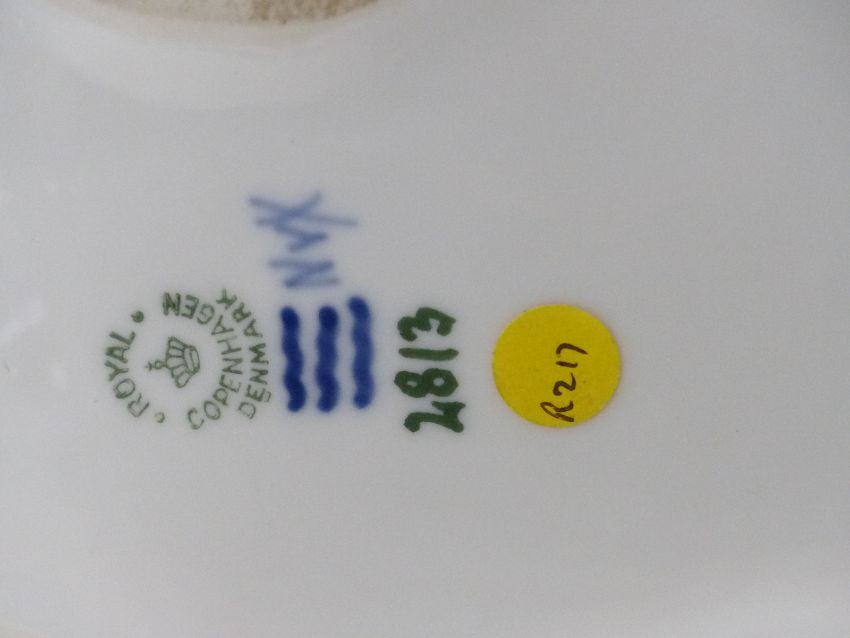 ROYAL
COPENHAGEN
DENMARK
2813
R217